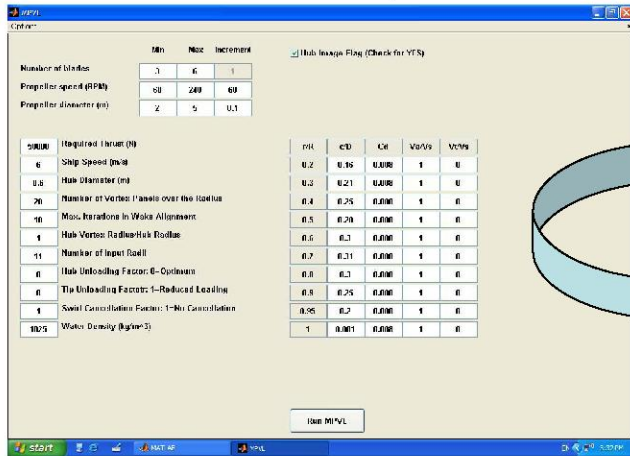 MPVL
Options
Min Max Increment
Number of blades 3 6 1
Propeller speed (RPM) 60 240 60
Propeller diameter (m) 2 5 0.1
Hub Image Flag (Check for YES)
50000 Required Thrust (N)
6 Ship Speed (m/s)
0.6 Hub Diameter (m)
20 Number of Vortex Panels over the Radius
10 Max. Iterations in Wake Alignment
1 Hub Vortex Radius/Hub Radius
11 Number of Input Radii
0 Hub Unloading Factor: 0=Optimum
0 Tip Unloading Factor: 1=Reduced Loading
1 Swirl Cancellation Factor: 1=No Cancellation
1025 Water Density (kg/m^3)
r/R c/D Cd Va/Vs Vt/Vs
0.2 0.16 0.008 1 0
0.3 0.21 0.008 1 0
0.4 0.25 0.008 1 0
0.5 0.008 1 0
0.6 0.3 0.008 1 0
0.7 0.31 0.008 1 0
0.8 0.3 0.008 1 0
0.9 0.25 0.008 1 0
0.95 0.2 0.008 1 0
1 0.001 0.008 1 0
Run MPVL
start MATLAB MPVL EN